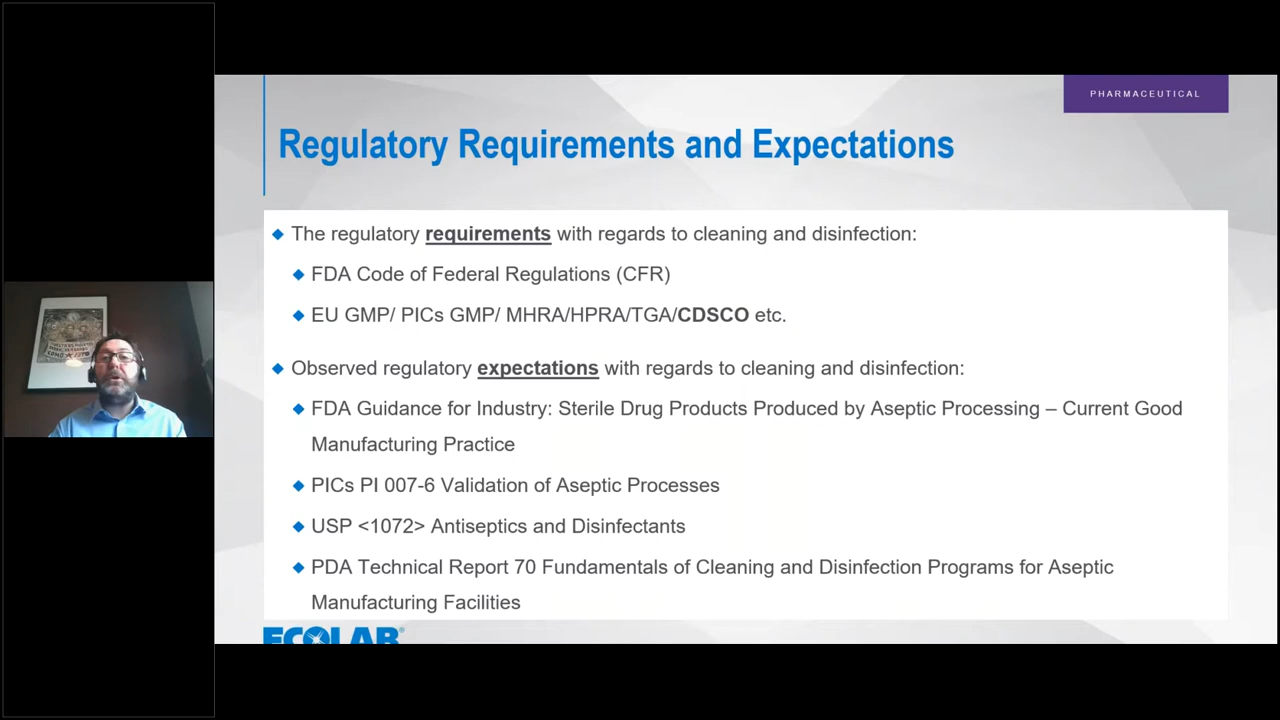 PHARMACEUTICAL
Regulatory Requirements and Expectations
The regulatory requirements with regards to cleaning and disinfection:
FDA Code of Federal Regulations (CFR)
EU GMP/ PICs GMP/ MHRA/HPRA/TGA/CDSCO etc.
Observed regulatory expectations with regards to cleaning and disinfection:
FDA Guidance for Industry: Sterile Drug Products Produced by Aseptic Processing – Current Good
Manufacturing Practice
PICs PI 007-6 Validation of Aseptic Processes
USP <1072> Antiseptics and Disinfectants
PDA Technical Report 70 Fundamentals of Cleaning and Disinfection Programs for Aseptic
Manufacturing Facilities
ECOLAB®